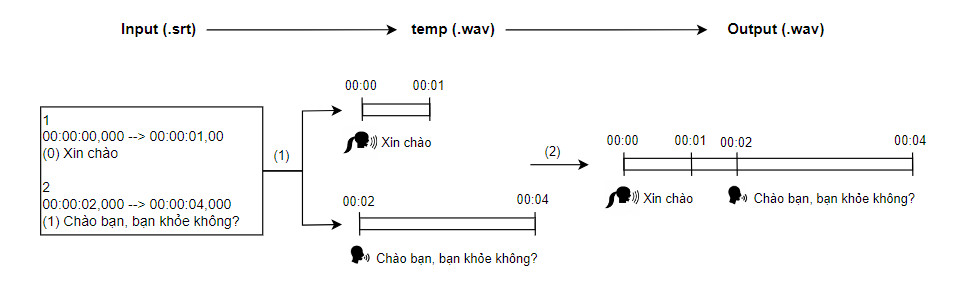 Input (.srt)
temp (.wav)
Output (.wav)
1
00:00:00,000 --> 00:00:01,00
(0) Xin chào
2
00:00:02,000 --> 00:00:04,000
(1) Chào bạn, bạn khỏe không?
(1)
00:00
00:01
Xin chào
00:02
00:04
Chào bạn, bạn khỏe không?
(2)
00:00
00:01
00:02
00:04
Xin chào
Chào bạn, bạn khỏe không?